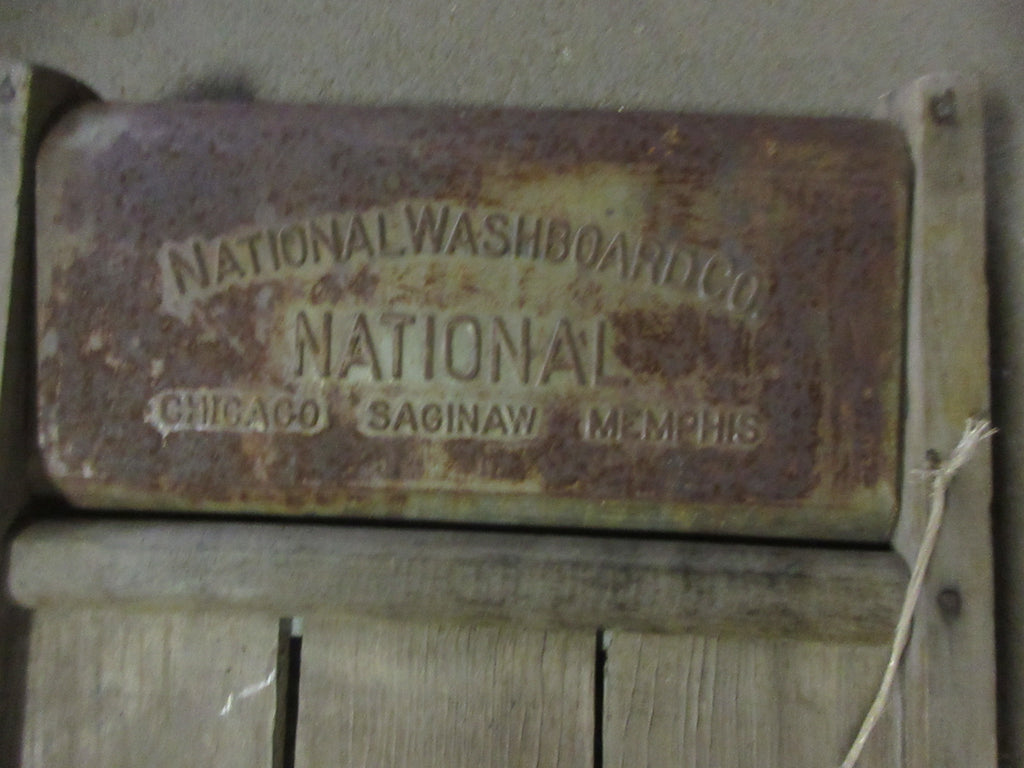 NATIONAL WASHBOARD CO.
NATIONAL
CHICAGO SAGINAW MEMPHIS